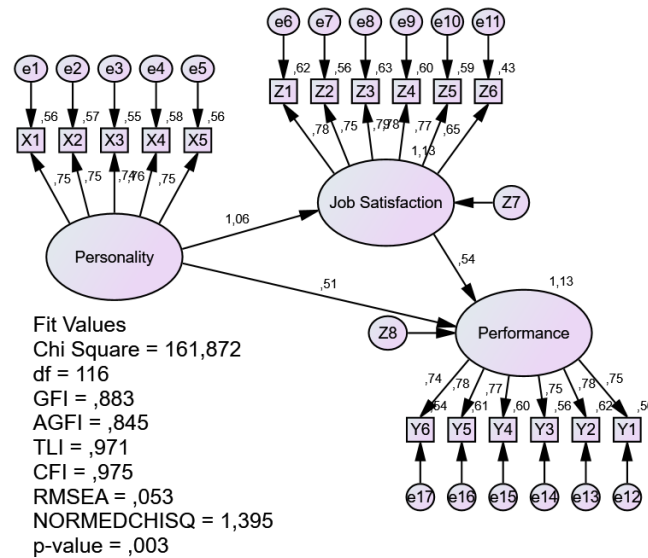 e6 e7 e8 e9 e10 e11
,62 ,56 ,63 ,60 ,59 ,43
Z1 Z2 Z3 Z4 Z5 Z6
e1 e2 e3 e4 e5
,56 ,57 ,55 ,58 ,56
X1 X2 X3 X4 X5
,78 ,75 ,79 ,78 ,77 ,65
1,13
,75 ,75 ,74 ,76 ,75
Job Satisfaction
Z7
1,06
Personality
,54
,51
1,13
Z8
Performance
Fit Values
Chi Square = 161,872
df = 116
GFI = ,883
AGFI = ,845
TLI = ,971
CFI = ,975
RMSEA = ,053
NORMEDCHISQ = 1,395
p-value = ,003
,74 ,78 ,77 ,75 ,78 ,75
,54 ,61 ,60 ,56 ,62
Y6 Y5 Y4 Y3 Y2 Y1
e17 e16 e15 e14 e13 e12